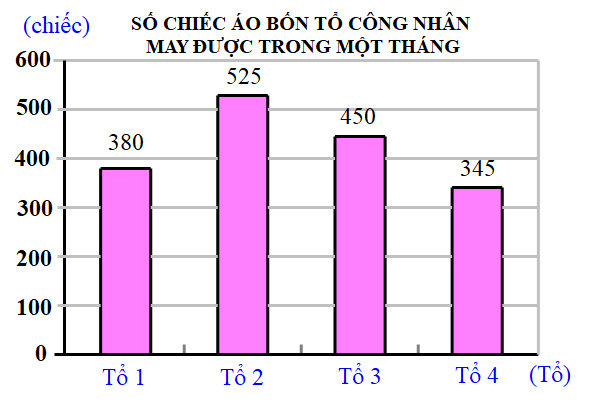 (chiếc)
SỐ CHIẾC ÁO BỐN TỔ CÔNG NHÂN
MAY ĐƯỢC TRONG MỘT THÁNG
600
500
400
300
200
100
0
380
525
450
345
Tổ 1
Tổ 2
Tổ 3
Tổ 4
(Tổ)